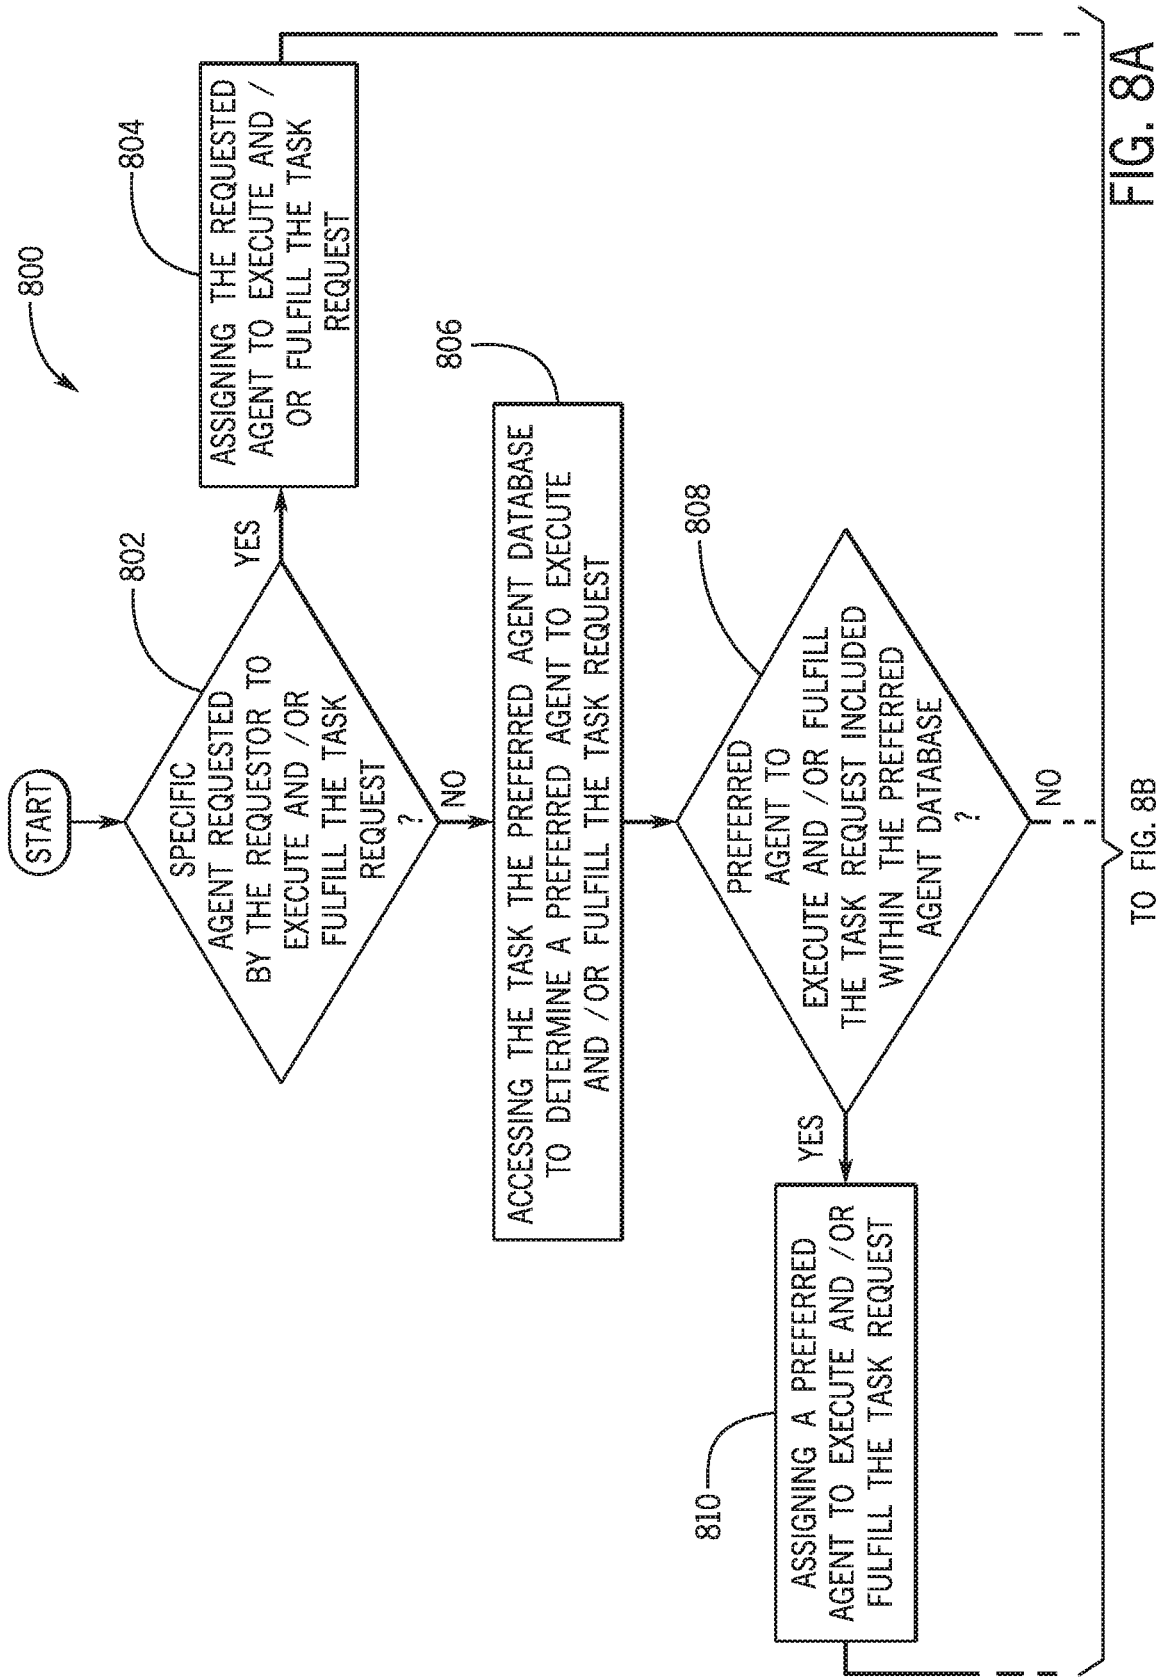 START
800
SPECIFIC
AGENT REQUESTED
BY THE REQUESTOR TO
EXECUTE AND /OR
FULFILL THE TASK
REQUEST
?
802
YES
ASSIGNING THE REQUESTED
AGENT TO EXECUTE AND /
OR FULFILL THE TASK
REQUEST
804
NO
ACCESSING THE TASK THE PREFERRED AGENT DATABASE
TO DETERMINE A PREFERRED AGENT TO EXECUTE
AND /OR FULFILL THE TASK REQUEST
806
PREFERRED
AGENT TO
EXECUTE AND /OR FULFILL
THE TASK REQUEST INCLUDED
WITHIN THE PREFERRED
AGENT DATABASE
?
808
YES
ASSIGNING A PREFERRED
AGENT TO EXECUTE AND /OR
FULFILL THE TASK REQUEST
810
NO
TO FIG. 8B
FIG. 8A